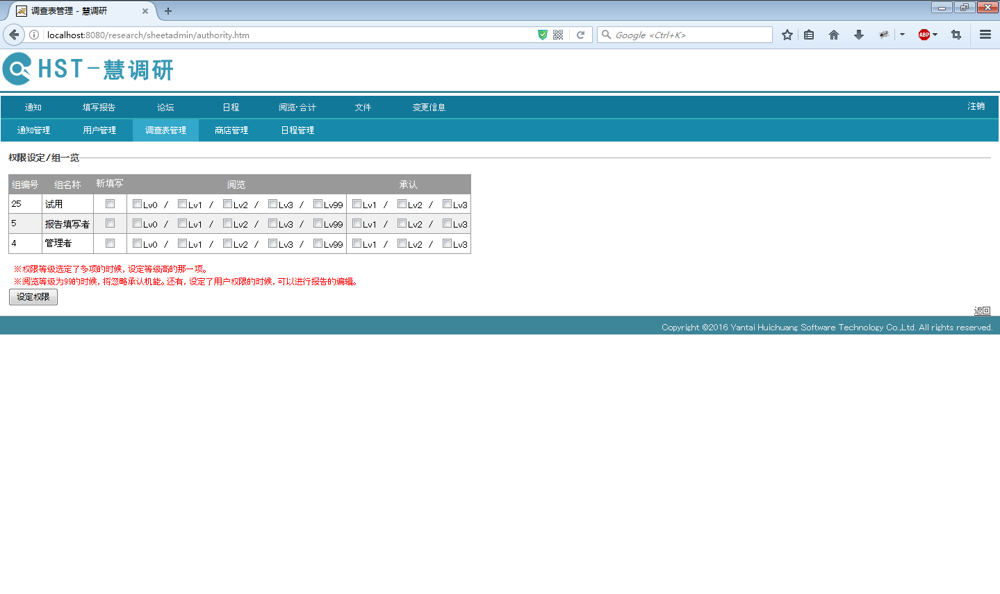 调查表管理 - 慧调研
localhost:8080/research/sheetadmin/authority.htm
Google <Ctrl+K>
ABP
HST-慧调研
通知 填写报告 论坛 日程 阅览·合计 文件 变更信息 注销
通知管理 用户管理 调查表管理 商店管理 日程管理
权限设定/组一览
组编号 组名称 新填写 阅览 承认
25 试用 Lv0 / Lv1 / Lv2 / Lv3 / Lv99 Lv1 / Lv2 / Lv3
5 报告填写者 Lv0 / Lv1 / Lv2 / Lv3 / Lv99 Lv1 / Lv2 / Lv3
4 管理者 Lv0 / Lv1 / Lv2 / Lv3 / Lv99 Lv1 / Lv2 / Lv3
※权限等级选定了多项的时候, 设定等级高的那一项。
※阅览等级为99的时候, 将忽略承认机能。还有, 设定了用户权限的时候, 可以进行报告的编辑。
设定权限
返回
Copyright ©2016 Yantai Huichuang Software Technology Co.,Ltd. All rights reserved.